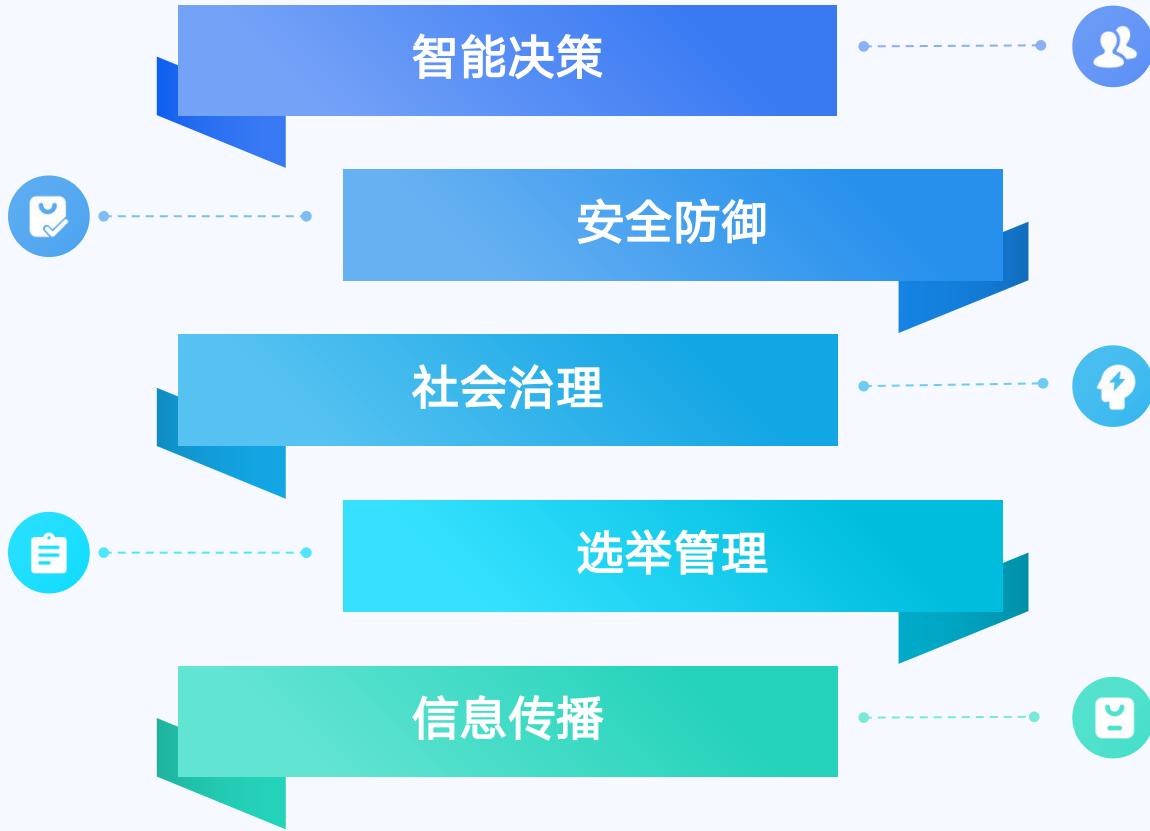 智能决策
安全防御
社会治理
选举管理
信息传播